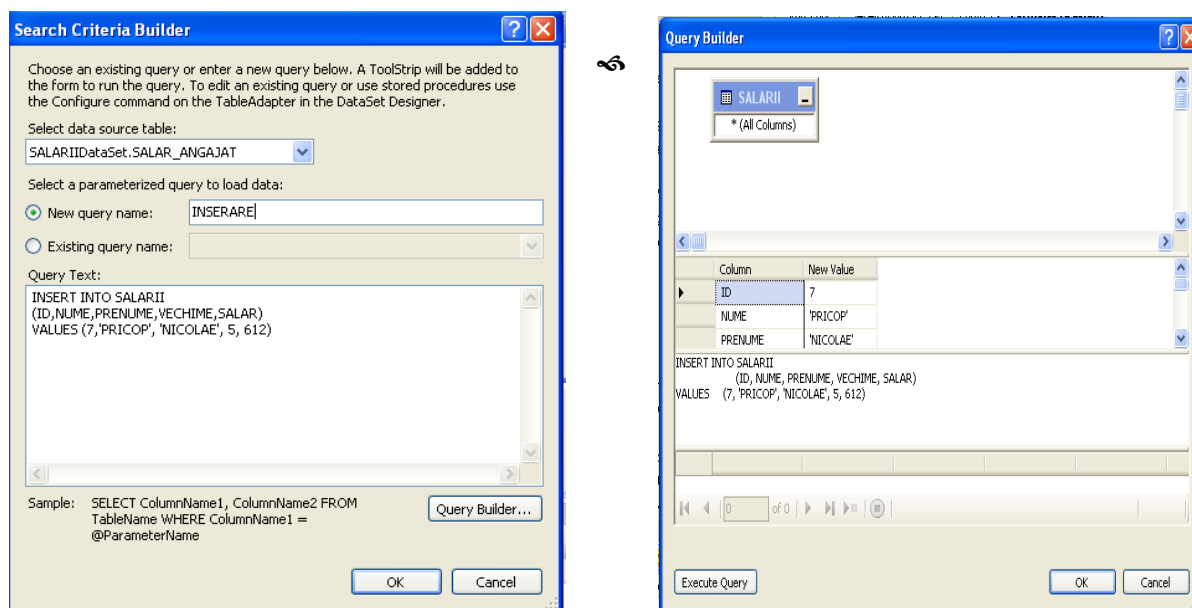 Search Criteria Builder
Choose an existing query or enter a new query below. A ToolStrip will be added to
the form to run the query. To edit an existing query or use stored procedures use
the Configure command on the TableAdapter in the DataSet Designer.
Select data source table:
SALARIIDataSet.SALAR_ANGAJAT
Select a parameterized query to load data:
New query name: INSERARE
Existing query name:
Query Text:
INSERT INTO SALARII
(ID,NUME,PRENUME,VECHIME,SALAR)
VALUES (7,'PRICOP', 'NICOLAE', 5, 612)
Sample: SELECT ColumnName1, ColumnName2 FROM
TableName WHERE ColumnName1 =
@ParameterName
Query Builder...
OK Cancel
Query Builder
SALARII
* (All Columns)
Column New Value
ID 7
NUME 'PRICOP'
PRENUME 'NICOLAE'
INSERT INTO SALARII
(ID, NUME, PRENUME, VECHIME, SALAR)
VALUES (7, 'PRICOP', 'NICOLAE', 5, 612)
0 of 0
Execute Query OK Cancel